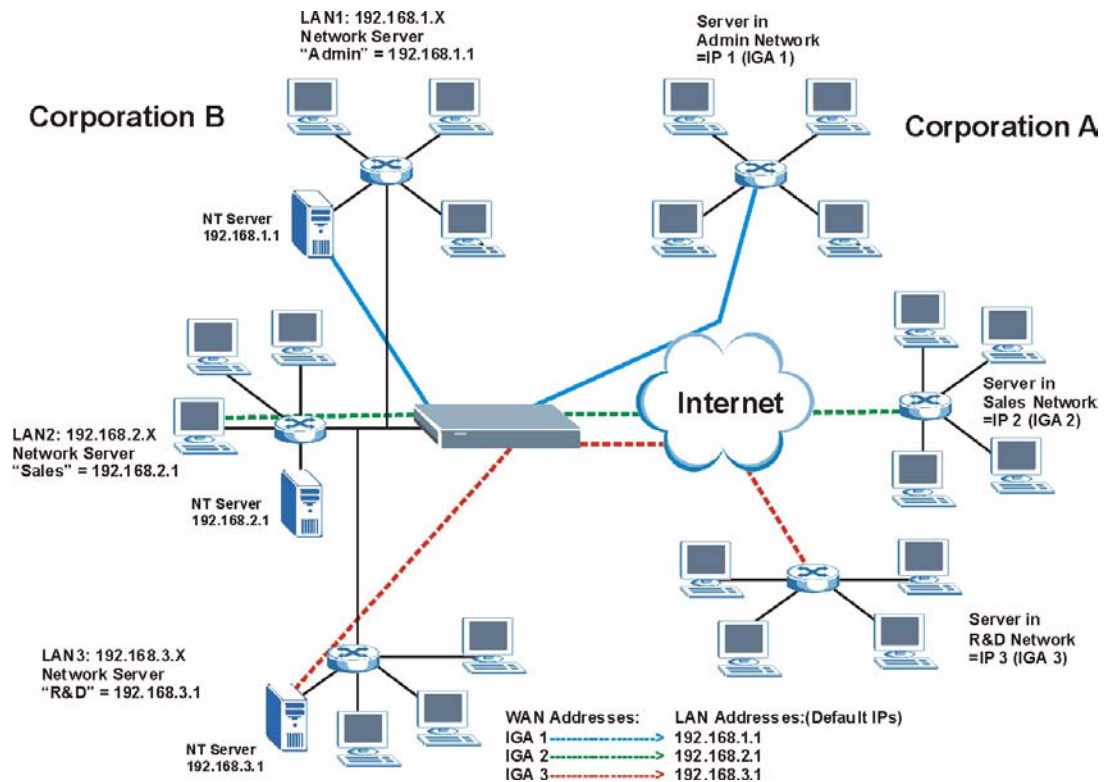 LAN1: 192.168.1.X
Network Server
“Admin” = 192.168.1.1
Server in
Admin Network
=IP 1 (IGA 1)
Corporation B
Corporation A
NT Server
192.168.1.1
Internet
Server in
Sales Network
=IP 2 (IGA 2)
LAN2: 192.168.2.X
Network Server
“Sales” = 192.168.2.1
NT Server
192.168.2.1
Server in
R&D Network
=IP 3 (IGA 3)
LAN3: 192.168.3.X
Network Server
“R&D” = 192.168.3.1
NT Server
192.168.3.1
WAN Addresses: LAN Addresses:(Default IPs)
IGA 1 192.168.1.1
IGA 2 192.168.2.1
IGA 3 192.168.3.1